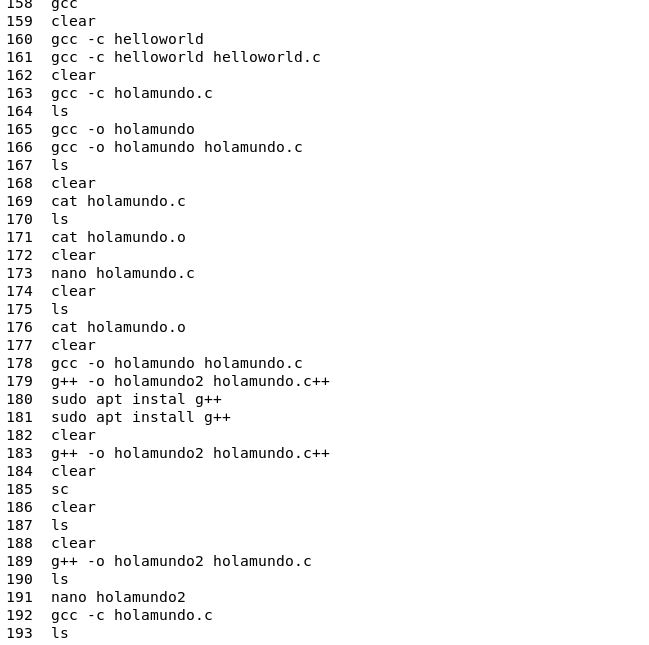 158  gcc
159  clear
160  gcc -c helloworld
161  gcc -c helloworld helloworld.c
162  clear
163  gcc -c holamundo.c
164  ls
165  gcc -o holamundo
166  gcc -o holamundo holamundo.c
167  ls
168  clear
169  cat holamundo.c
170  ls
171  cat holamundo.o
172  clear
173  nano holamundo.c
174  clear
175  ls
176  cat holamundo.o
177  clear
178  gcc -o holamundo holamundo.c
179  g++ -o holamundo2 holamundo.c++
180  sudo apt instal g++
181  sudo apt install g++
182  clear
183  g++ -o holamundo2 holamundo.c++
184  clear
185  sc
186  clear
187  ls
188  clear
189  g++ -o holamundo2 holamundo.c
190  ls
191  nano holamundo2
192  gcc -c holamundo.c
193  ls